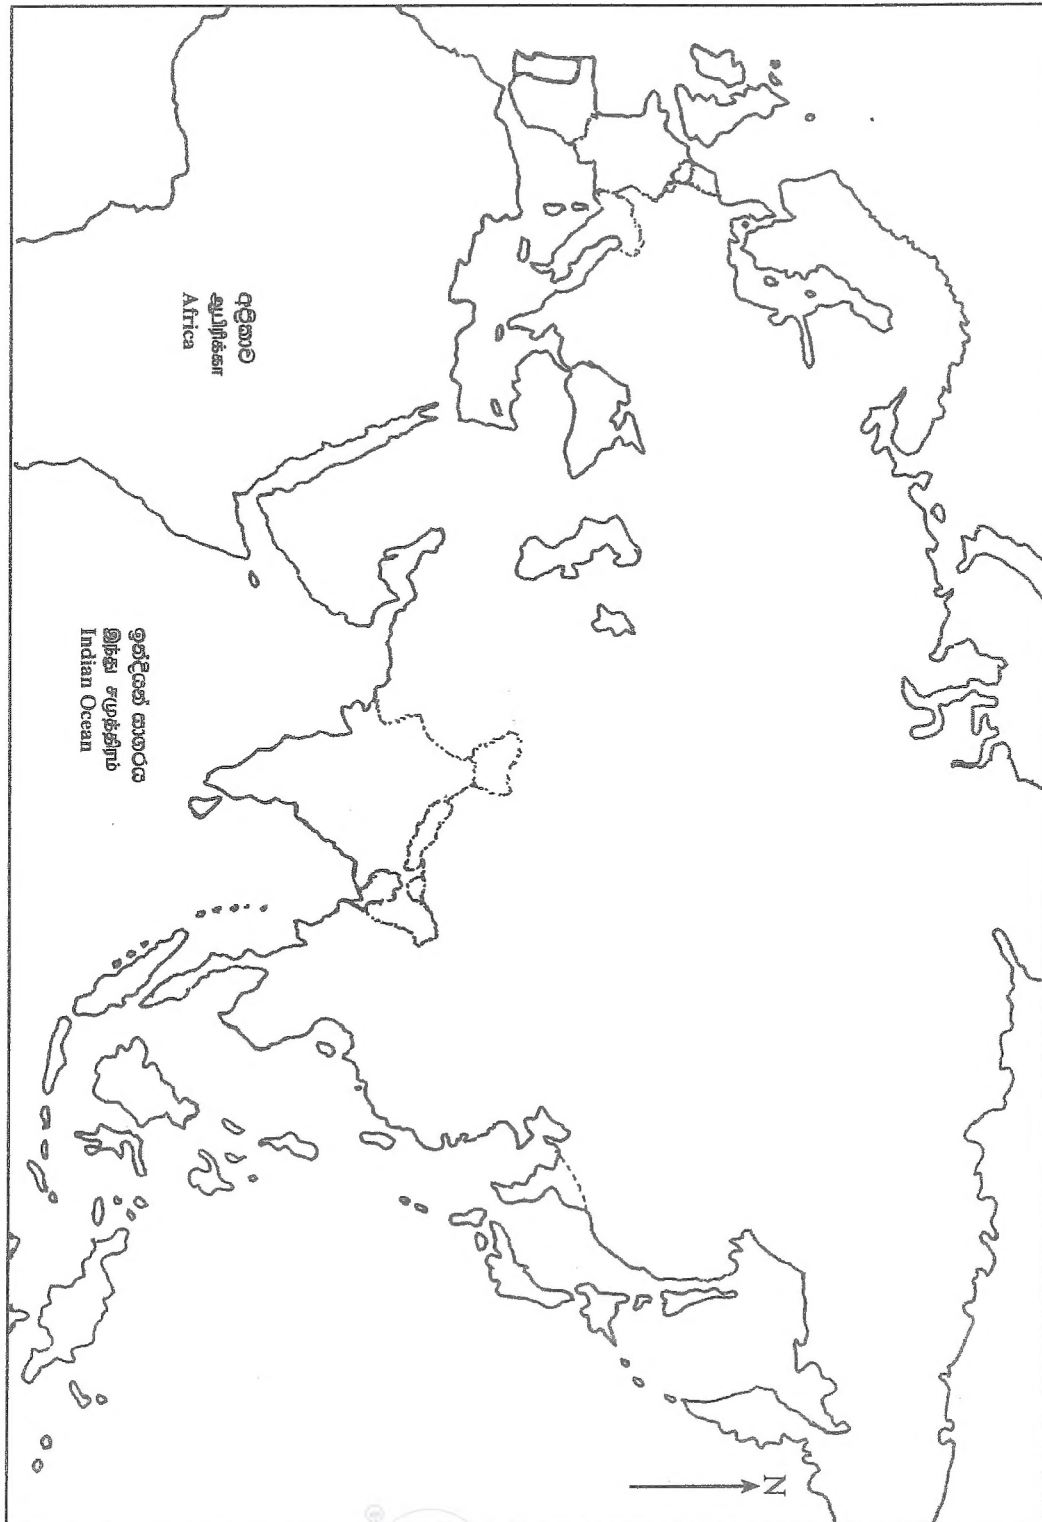 අප්‍රිකාව
ஆபிரிக்கா
Africa
ඉන්දියන් සාගරය
இந்து சமுத்திரம்
Indian Ocean
N